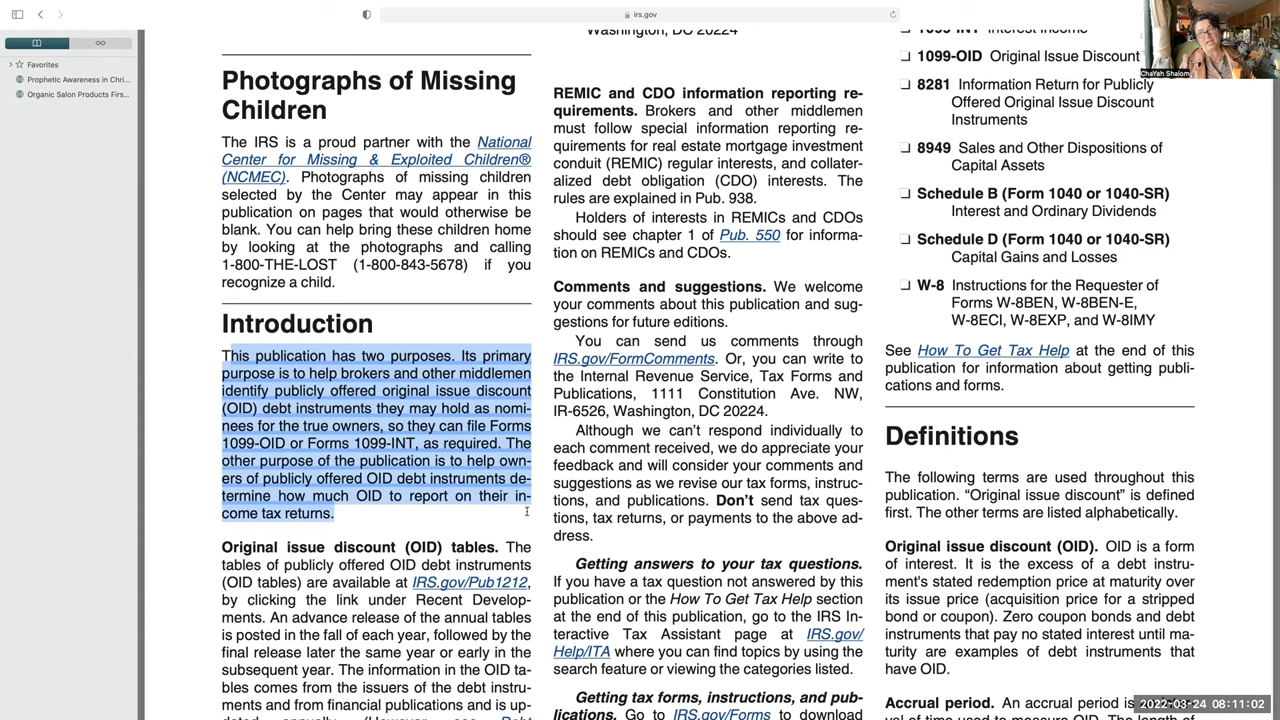 irs.gov
Favorites
Prophetic Awareness in Chri...
Organic Salon Products Firs...
Photographs of Missing
Children
The IRS is a proud partner with the National
Center for Missing & Exploited Children®
(NCMEC). Photographs of missing children
selected by the Center may appear in this
publication on pages that would otherwise be
blank. You can help bring these children home
by looking at the photographs and calling
1-800-THE-LOST (1-800-843-5678) if you
recognize a child.
Introduction
This publication has two purposes. Its primary
purpose is to help brokers and other middlemen
identify publicly offered original issue discount
(OID) debt instruments they may hold as nomi-
nees for the true owners, so they can file Forms
1099-OID or Forms 1099-INT, as required. The
other purpose of the publication is to help own-
ers of publicly offered OID debt instruments de-
termine how much OID to report on their in-
come tax returns.
Original issue discount (OID) tables. The
tables of publicly offered OID debt instruments
(OID tables) are available at IRS.gov/Pub1212,
by clicking the link under Recent Develop-
ments. An advance release of the annual tables
is posted in the fall of each year, followed by the
final release later the same year or early in the
subsequent year. The information in the OID ta-
bles comes from the issuers of the debt instru-
ments and from financial publications and is up-
dated annually. (However, see Debt
Washington, DC 20224
REMIC and CDO information reporting re-
quirements. Brokers and other middlemen
must follow special information reporting re-
quirements for real estate mortgage investment
conduit (REMIC) regular interests, and collater-
alized debt obligation (CDO) interests. The
rules are explained in Pub. 938.
Holders of interests in REMICs and CDOs
should see chapter 1 of Pub. 550 for informa-
tion on REMICs and CDOs.
Comments and suggestions. We welcome
your comments about this publication and sug-
gestions for future editions.
You can send us comments through
IRS.gov/FormComments. Or, you can write to
the Internal Revenue Service, Tax Forms and
Publications, 1111 Constitution Ave. NW,
IR-6526, Washington, DC 20224.
Although we can't respond individually to
each comment received, we do appreciate your
feedback and will consider your comments and
suggestions as we revise our tax forms, instruc-
tions, and publications. Don't send tax ques-
tions, tax returns, or payments to the above ad-
dress.
Getting answers to your tax questions.
If you have a tax question not answered by this
publication or the How To Get Tax Help section
at the end of this publication, go to the IRS In-
teractive Tax Assistant page at IRS.gov/
Help/ITA where you can find topics by using the
search feature or viewing the categories listed.
Getting tax forms, instructions, and pub-
lications. Go to IRS.gov/Forms to download
1099-INT Interest Income
1099-OID Original Issue Discount
8281 Information Return for Publicly
Offered Original Issue Discount
Instruments
8949 Sales and Other Dispositions of
Capital Assets
Schedule B (Form 1040 or 1040-SR)
Interest and Ordinary Dividends
Schedule D (Form 1040 or 1040-SR)
Capital Gains and Losses
W-8 Instructions for the Requester of
Forms W-8BEN, W-8BEN-E,
W-8ECI, W-8EXP, and W-8IMY
See How To Get Tax Help at the end of this
publication for information about getting publi-
cations and forms.
Definitions
The following terms are used throughout this
publication. "Original issue discount" is defined
first. The other terms are listed alphabetically.
Original issue discount (OID). OID is a form
of interest. It is the excess of a debt instru-
ment's stated redemption price at maturity over
its issue price (acquisition price for a stripped
bond or coupon). Zero coupon bonds and debt
instruments that pay no stated interest until ma-
turity are examples of debt instruments that
have OID.
Accrual period. An accrual period is
of time used to measure OID. The length of
ChaYah Shalom
2022-03-24 08:11:02